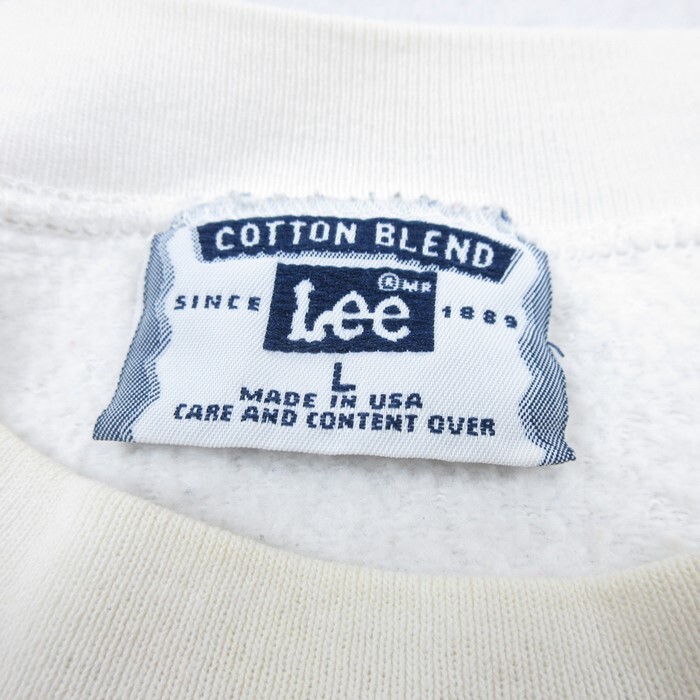 COTTON BLEND
® MR
SINCE Lee 1889
L
MADE IN USA
CARE AND CONTENT OVER